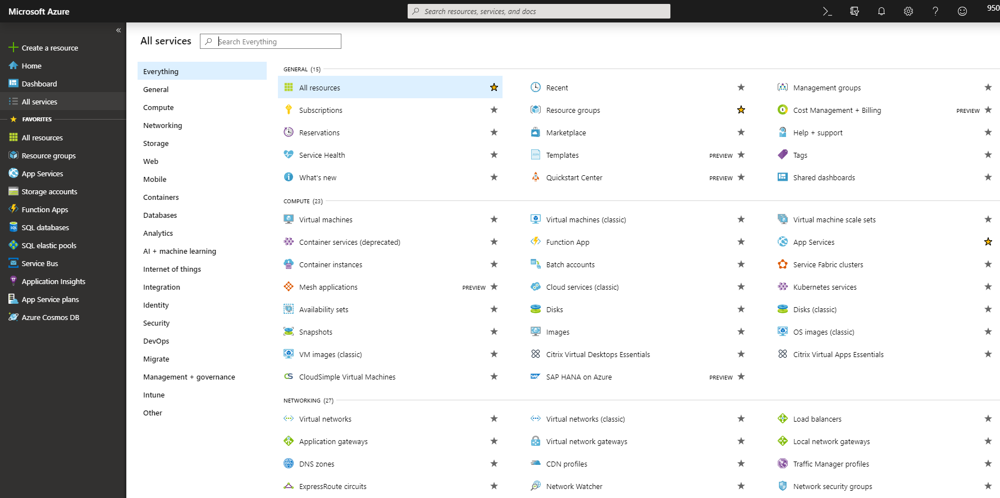 Microsoft Azure
Search resources, services, and docs
950
Create a resource
Home
Dashboard
All services
FAVORITES
All resources
Resource groups
App Services
Storage accounts
Function Apps
SQL databases
SQL elastic pools
Service Bus
Application Insights
App Service plans
Azure Cosmos DB
All services
Search Everything
Everything
General
Compute
Networking
Storage
Web
Mobile
Containers
Databases
Analytics
AI + machine learning
Internet of things
Integration
Identity
Security
DevOps
Migrate
Management + governance
Intune
Other
GENERAL (15)
All resources
Recent
Management groups
Subscriptions
Resource groups
Cost Management + Billing PREVIEW
Reservations
Marketplace
Help + support
Service Health
Templates PREVIEW
Tags
What's new
Quickstart Center PREVIEW
Shared dashboards
COMPUTE (23)
Virtual machines
Virtual machines (classic)
Virtual machine scale sets
Container services (deprecated)
Function App
App Services
Container instances
Batch accounts
Service Fabric clusters
Mesh applications PREVIEW
Cloud services (classic)
Kubernetes services
Availability sets
Disks
Disks (classic)
Snapshots
Images
OS images (classic)
VM images (classic)
Citrix Virtual Desktops Essentials
Citrix Virtual Apps Essentials
CloudSimple Virtual Machines
SAP HANA on Azure PREVIEW
NETWORKING (27)
Virtual networks
Virtual networks (classic)
Load balancers
Application gateways
Virtual network gateways
Local network gateways
DNS zones
CDN profiles
Traffic Manager profiles
ExpressRoute circuits
Network Watcher
Network security groups